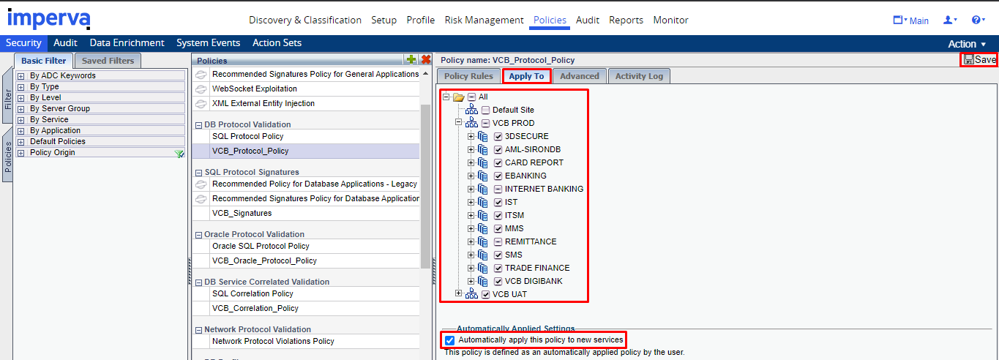 imperva
Discovery & Classification Setup Profile Risk Management Policies Audit Reports Monitor
Main
Security Audit Data Enrichment System Events Action Sets
Action
Filter
Policies
Basic Filter Saved Filters
By ADC Keywords
By Type
By Level
By Server Group
By Service
By Application
Default Policies
Policy Origin
Policies
Recommended Signatures Policy for General Applications
WebSocket Exploitation
XML External Entity Injection
DB Protocol Validation
SQL Protocol Policy
VCB_Protocol_Policy
SQL Protocol Signatures
Recommended Policy for Database Applications - Legacy
Recommended Signatures Policy for Database Application
VCB_Signatures
Oracle Protocol Validation
Oracle SQL Protocol Policy
VCB_Oracle_Protocol_Policy
DB Service Correlated Validation
SQL Correlation Policy
VCB_Correlation_Policy
Network Protocol Validation
Network Protocol Violations Policy
Policy name: VCB_Protocol_Policy
Save
Policy Rules Apply To Advanced Activity Log
All
Default Site
VCB PROD
3DSECURE
AML-SIRONDB
CARD REPORT
EBANKING
INTERNET BANKING
IST
ITSM
MMS
REMITTANCE
SMS
TRADE FINANCE
VCB DIGIBANK
VCB UAT
Automatically Applied Settings
Automatically apply this policy to new services
This policy is defined as an automatically applied policy by the user.